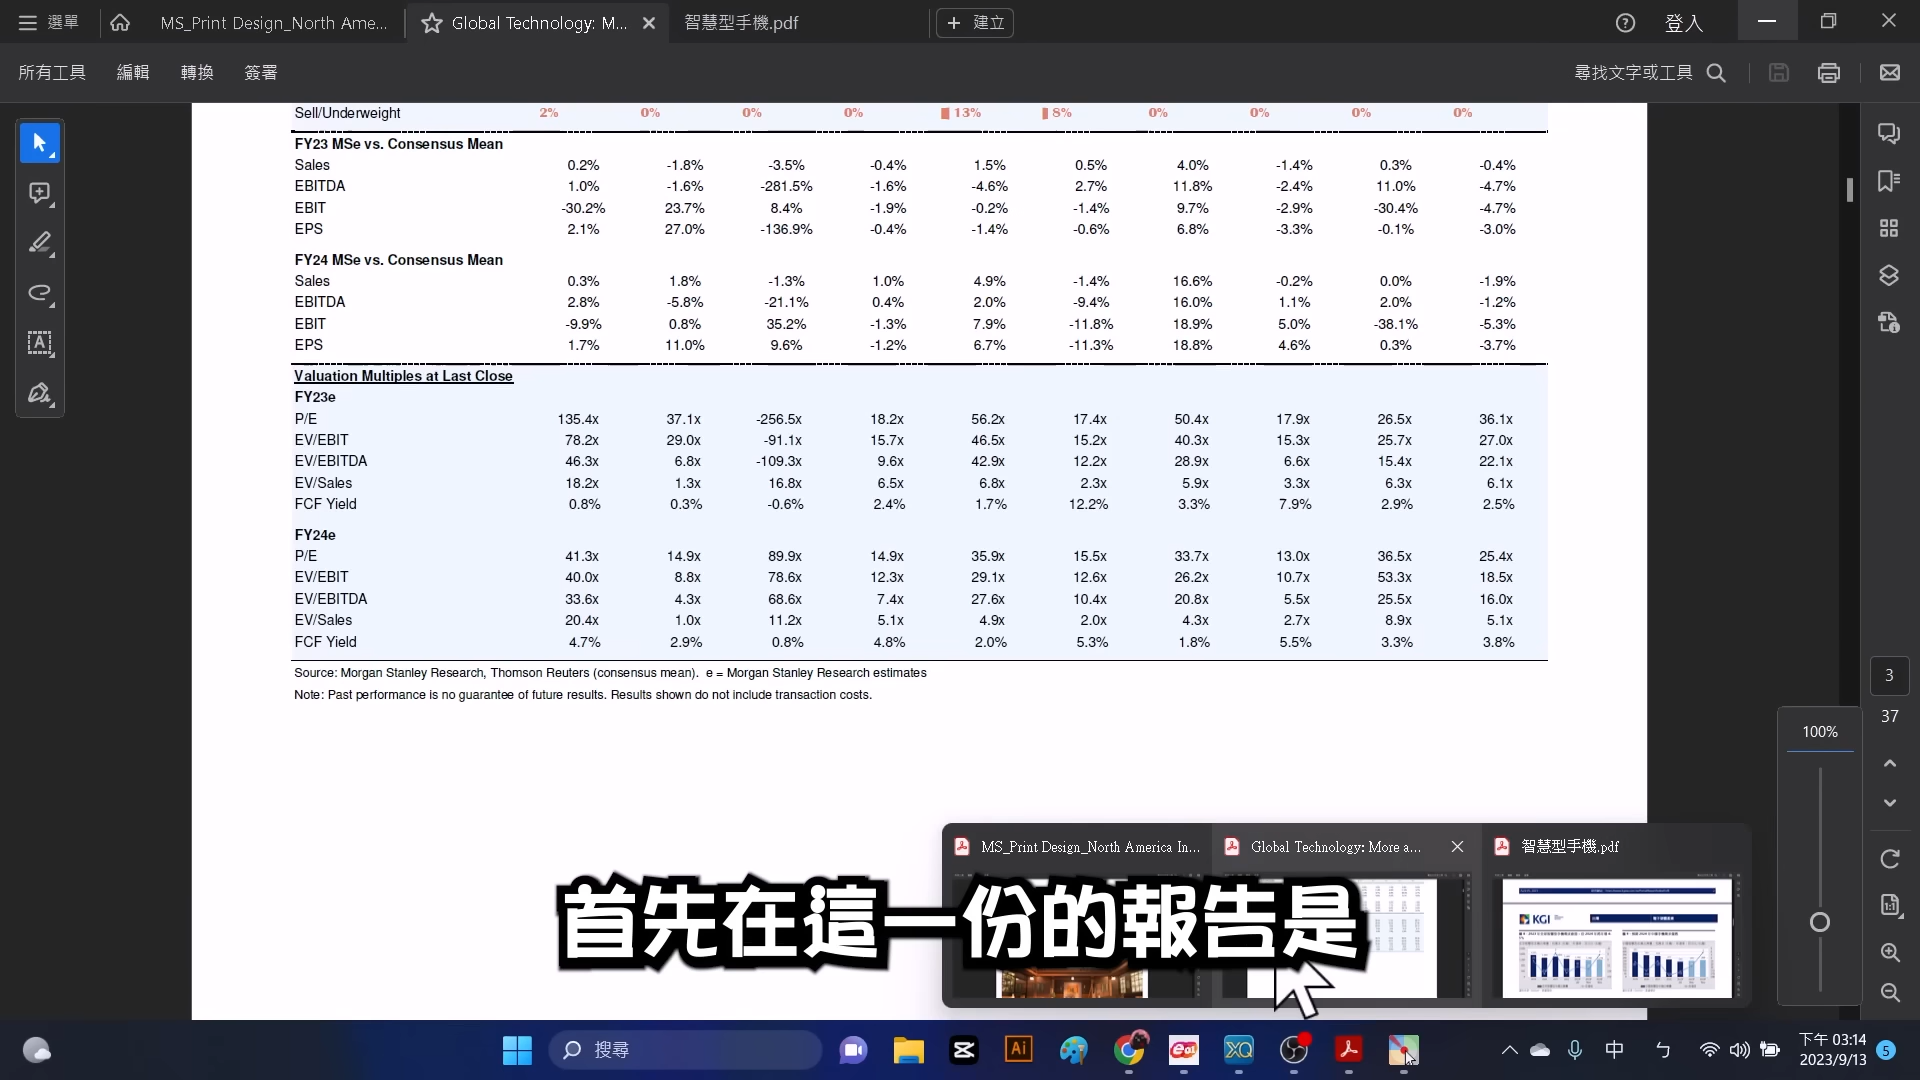 選單
MS_Print Design_North Ame...
Global Technology: M...
智慧型手機.pdf
建立
登入
所有工具
編輯
轉換
簽署
尋找文字或工具
Sell/Underweight 2% 0% 0% 0% 13% 8% 0% 0% 0% 0%
FY23 MSe vs. Consensus Mean
Sales 0.2% -1.8% -3.5% -0.4% 1.5% 0.5% 4.0% -1.4% 0.3% -0.4%
EBITDA 1.0% -1.6% -281.5% -1.6% -4.6% 2.7% 11.8% -2.4% 11.0% -4.7%
EBIT -30.2% 23.7% 8.4% -1.9% -0.2% -1.4% 9.7% -2.9% -30.4% -4.7%
EPS 2.1% 27.0% -136.9% -0.4% -1.4% -0.6% 6.8% -3.3% -0.1% -3.0%
FY24 MSe vs. Consensus Mean
Sales 0.3% 1.8% -1.3% 1.0% 4.9% -1.4% 16.6% -0.2% 0.0% -1.9%
EBITDA 2.8% -5.8% -21.1% 0.4% 2.0% -9.4% 16.0% 1.1% 2.0% -1.2%
EBIT -9.9% 0.8% 35.2% -1.3% 7.9% -11.8% 18.9% 5.0% -38.1% -5.3%
EPS 1.7% 11.0% 9.6% -1.2% 6.7% -11.3% 18.8% 4.6% 0.3% -3.7%
Valuation Multiples at Last Close
FY23e
P/E 135.4x 37.1x -256.5x 18.2x 56.2x 17.4x 50.4x 17.9x 26.5x 36.1x
EV/EBIT 78.2x 29.0x -91.1x 15.7x 46.5x 15.2x 40.3x 15.3x 25.7x 27.0x
EV/EBITDA 46.3x 6.8x -109.3x 9.6x 42.9x 12.2x 28.9x 6.6x 15.4x 22.1x
EV/Sales 18.2x 1.3x 16.8x 6.5x 6.8x 2.3x 5.9x 3.3x 6.3x 6.1x
FCF Yield 0.8% 0.3% -0.6% 2.4% 1.7% 12.2% 3.3% 7.9% 2.9% 2.5%
FY24e
P/E 41.3x 14.9x 89.9x 14.9x 35.9x 15.5x 33.7x 13.0x 36.5x 25.4x
EV/EBIT 40.0x 8.8x 78.6x 12.3x 29.1x 12.6x 26.2x 10.7x 53.3x 18.5x
EV/EBITDA 33.6x 4.3x 68.6x 7.4x 27.6x 10.4x 20.8x 5.5x 25.5x 16.0x
EV/Sales 20.4x 1.0x 11.2x 5.1x 4.9x 2.0x 4.3x 2.7x 8.9x 5.1x
FCF Yield 4.7% 2.9% 0.8% 4.8% 2.0% 5.3% 1.8% 5.5% 3.3% 3.8%
Source: Morgan Stanley Research, Thomson Reuters (consensus mean). e = Morgan Stanley Research estimates
Note: Past performance is no guarantee of future results. Results shown do not include transaction costs.
3
37
100%
MS_Print Design_North America In...
Global Technology: More a...
智慧型手機.pdf
KGI
首先在這一份的報告是
搜尋
Ai
XQ
中
ㄅ
下午 03:14
2023/9/13
5